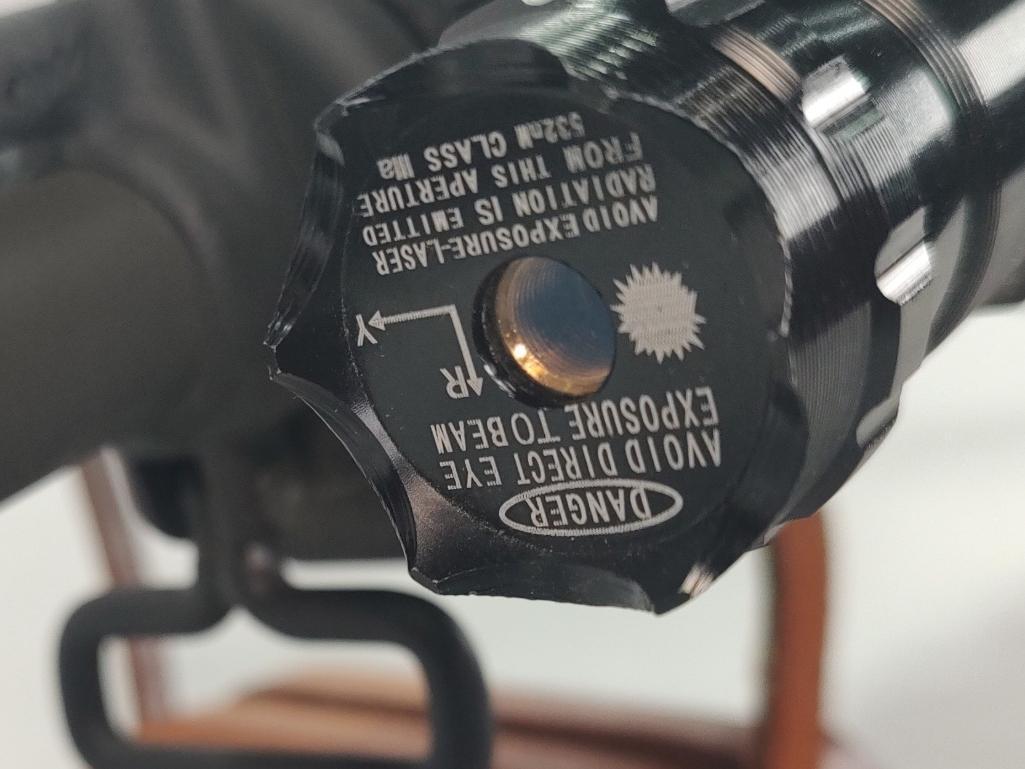 DANGER
AVOID DIRECT EYE
EXPOSURE TO BEAM
R
Y
AVOID EXPOSURE-LASER
RADIATION IS EMITTED
FROM THIS APERTURE
532nM CLASS IIIa